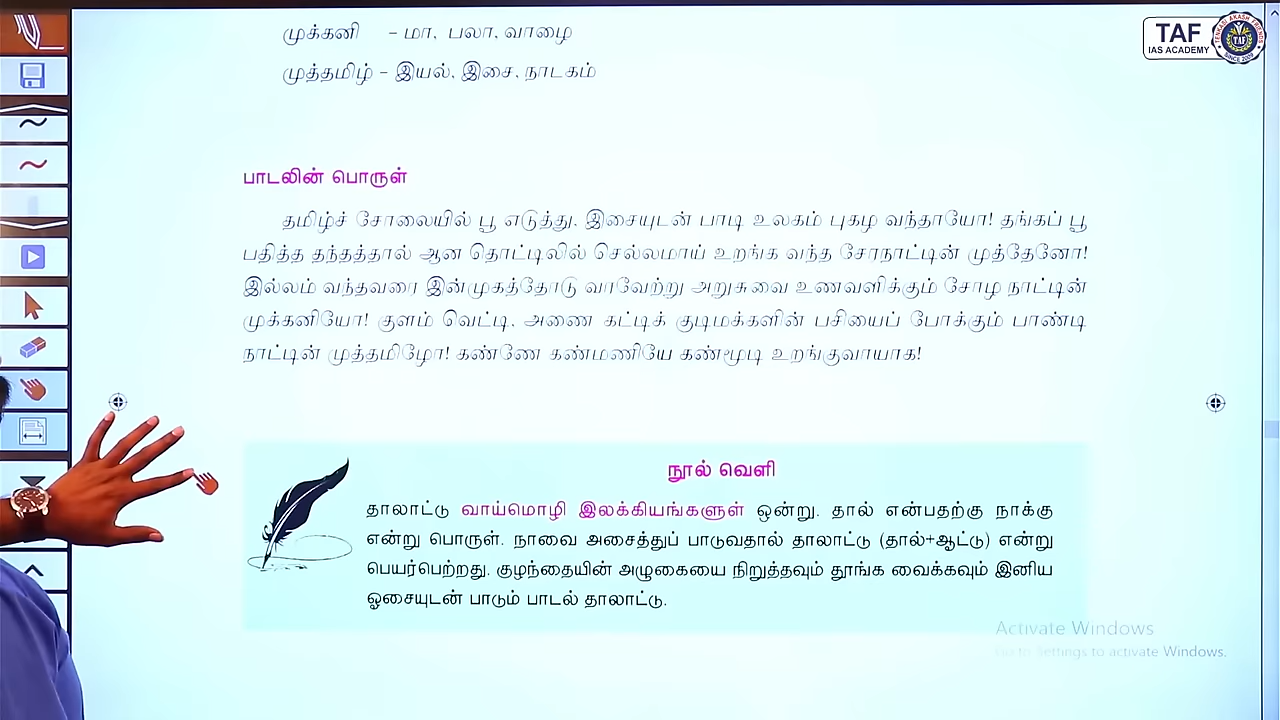 முக்கனி – மா, பலா, வாழை
முத்தமிழ் – இயல், இசை, நாடகம்
TAF
IAS ACADEMY
TAF
SINCE 2009
பாடலின் பொருள்
தமிழ்ச் சோலையில் பூ எடுத்து, இசையுடன் பாடி உலகம் புகழ வந்தாயோ! தங்கப் பூ
பதித்த தந்தத்தால் ஆன தொட்டிலில் செல்லமாய் உறங்க வந்த சேரநாட்டின் முத்தேனோ!
இல்லம் வந்தவரை இன்முகத்தோடு வரவேற்று அறுசுவை உணவளிக்கும் சோழ நாட்டின்
முக்கனியோ! குளம் வெட்டி, அணை கட்டிக் குடிமக்களின் பசியைப் போக்கும் பாண்டி
நாட்டின் முத்தமிழோ! கண்ணே கண்மணியே கண்மூடி உறங்குவாயாக!
நூல் வெளி
தாலாட்டு வாய்மொழி இலக்கியங்களுள் ஒன்று. தால் என்பதற்கு நாக்கு
என்று பொருள். நாவை அசைத்துப் பாடுவதால் தாலாட்டு (தால்+ஆட்டு) என்று
பெயர்பெற்றது. குழந்தையின் அழுகையை நிறுத்தவும் தூங்க வைக்கவும் இனிய
ஓசையுடன் பாடும் பாடல் தாலாட்டு.
Activate Windows
Go to Settings to activate Windows.